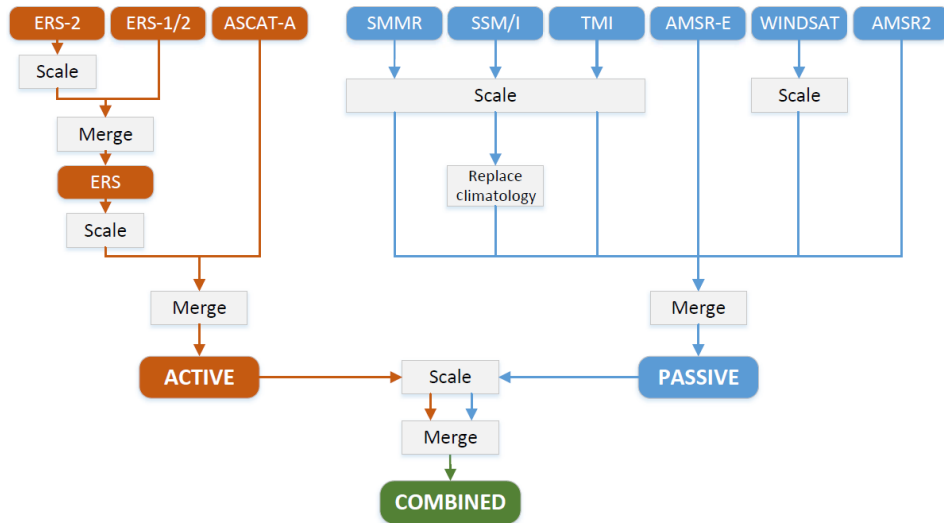 ERS-2
ERS-1/2
ASCAT-A
SMMR
SSM/I
TMI
AMSR-E
WINDSAT
AMSR2
Scale
Scale
Scale
Merge
ERS
Replace
climatology
Scale
Merge
Merge
ACTIVE
Scale
PASSIVE
Merge
COMBINED